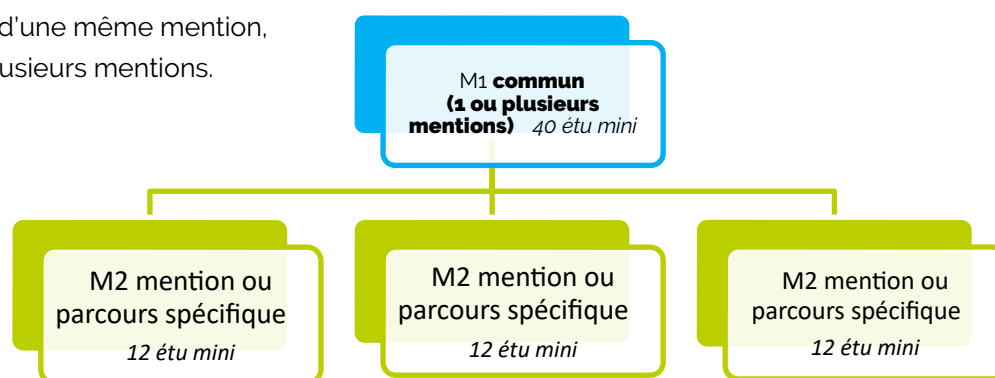 d'une même mention,
usieurs mentions.
M1 commun
(1 ou plusieurs
mentions) 40 étu mini
M2 mention ou
parcours spécifique
12 étu mini
M2 mention ou
parcours spécifique
12 étu mini
M2 mention ou
parcours spécifique
12 étu mini